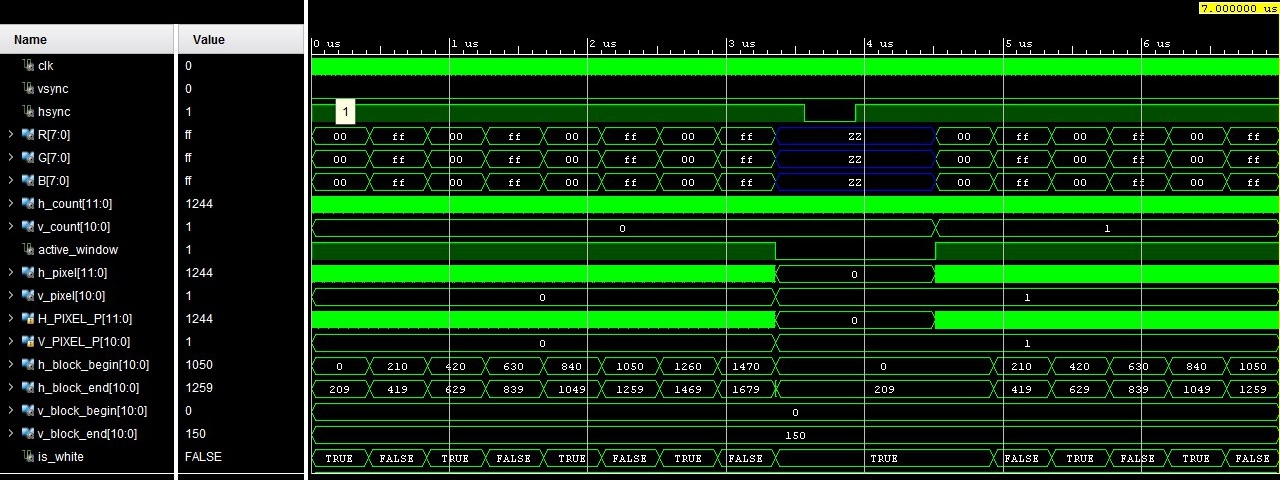 7.000000 us
Name Value 0 us 1 us 2 us 3 us 4 us 5 us 6 us
clk 0
vsync 0
hsync 1 1
R[7:0] ff 00 ff 00 ff 00 ff 00 ff ZZ 00 ff 00 ff 00 ff
G[7:0] ff 00 ff 00 ff 00 ff 00 ff ZZ 00 ff 00 ff 00 ff
B[7:0] ff 00 ff 00 ff 00 ff 00 ff ZZ 00 ff 00 ff 00 ff
h_count[11:0] 1244
v_count[10:0] 1 0 1
active_window 1
h_pixel[11:0] 1244 0
v_pixel[10:0] 1 0 1
H_PIXEL_P[11:0] 1244 0
V_PIXEL_P[10:0] 1 0 1
h_block_begin[10:0] 1050 0 210 420 630 840 1050 1260 1470 0 210 420 630 840 1050
h_block_end[10:0] 1259 209 419 629 839 1049 1259 1469 1679 209 419 629 839 1049 1259
v_block_begin[10:0] 0 0
v_block_end[10:0] 150 150
is_white FALSE TRUE FALSE TRUE FALSE TRUE FALSE TRUE FALSE TRUE FALSE TRUE FALSE TRUE FALSE